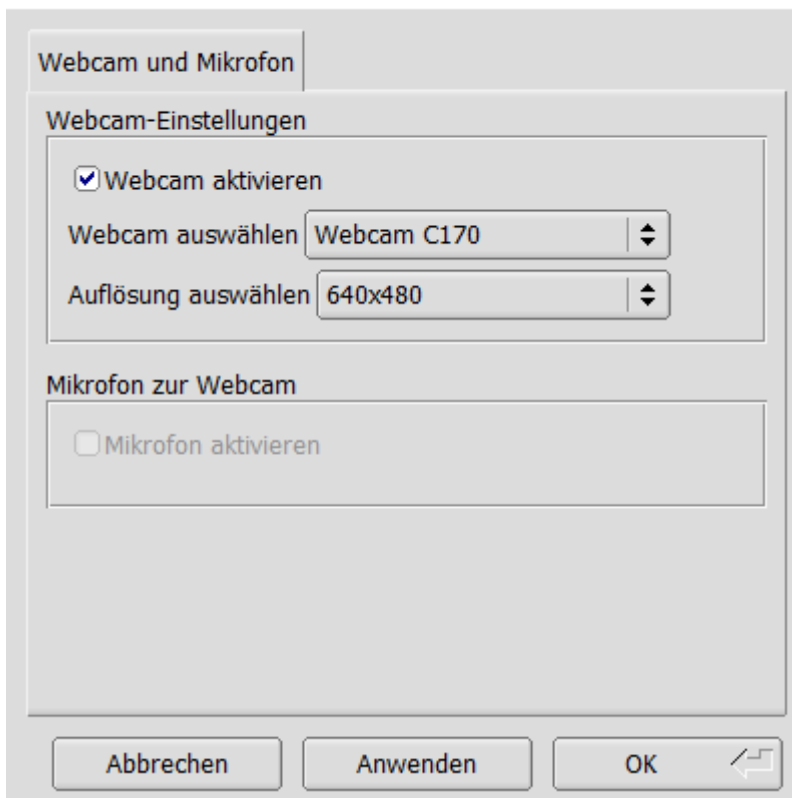 Webcam und Mikrofon
Webcam-Einstellungen
Webcam aktivieren
Webcam auswählen Webcam C170
Auflösung auswählen 640x480
Mikrofon zur Webcam
Mikrofon aktivieren
Abbrechen Anwenden OK